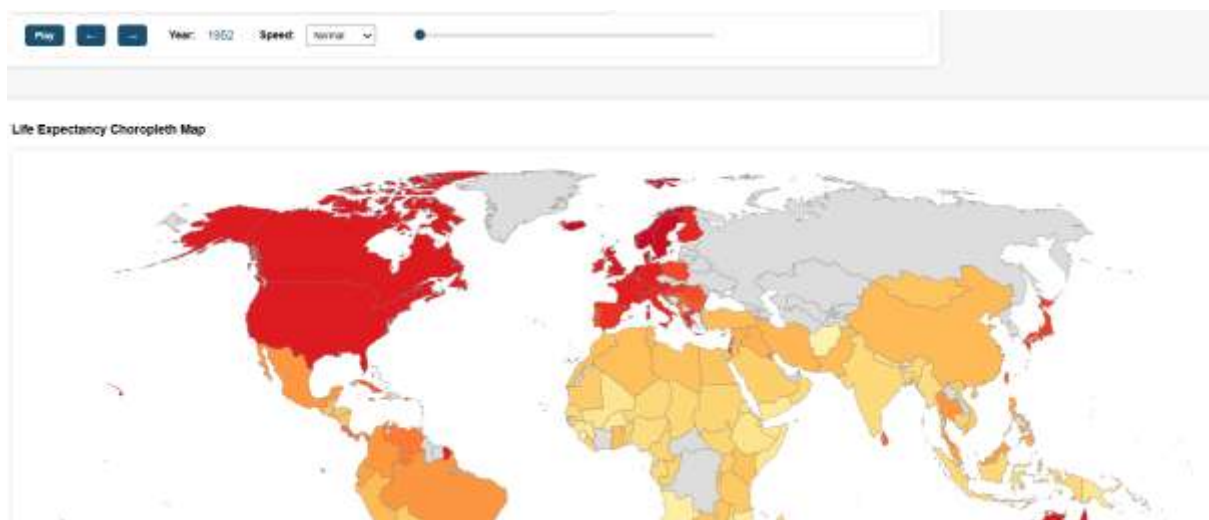 Play ← → Year: 1952 Speed: Normal
Life Expectancy Choropleth Map